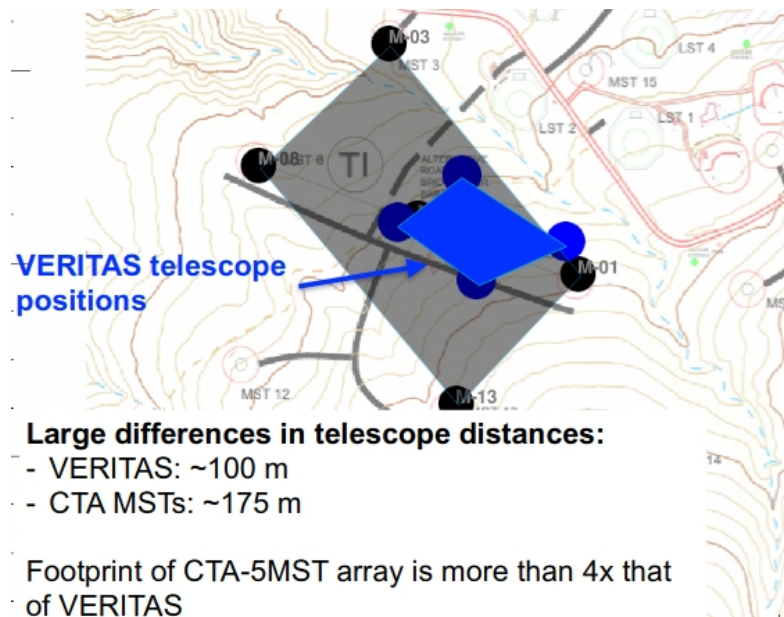 M-03
MST 3
LST 4
MST 15
LST 2
LST 1
M-08
TI
VERITAS telescope
positions
M-01
MST 12
M-13
14
Large differences in telescope distances:
- VERITAS: ~100 m
- CTA MSTs: ~175 m
Footprint of CTA-5MST array is more than 4x that
of VERITAS